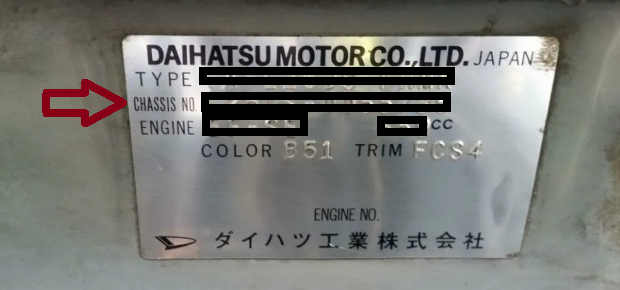 DAIHATSU MOTOR CO.,LTD. JAPAN
TYPE
CHASSIS NO.
ENGINE CC
COLOR B51 TRIM FC84
ENGINE NO.
ダイハツ工業株式会社